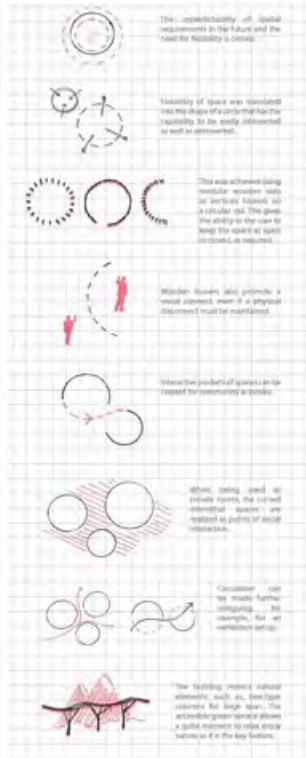 The unpredictability of spatial
requirements in the future and the
need for flexibility is certain.
Flexibility of space was translated
into the shape of a circle that has the
capability to be easily introverted
as well as extroverted.
This was achieved using
modular wooden slats
as vertical louvers on
a circular rail. This gives
the ability to the user to
keep the space as open
or closed, as required.
Wooden louvers also promote a
visual connect, even if a physical
disconnect must be maintained.
Interactive pockets of spaces can be
created for community activities.
When being used as
private rooms, the curved
interstitial spaces are
realised as points of social
interaction.
Circulation can
be made further
intriguing, for
example, for an
exhibition set up.
The building mimics natural
elements, such as, tree-type
columns for large span. The
accessible green terrace allows
a quite moment to relax enjoy
nature as it in the key feature.